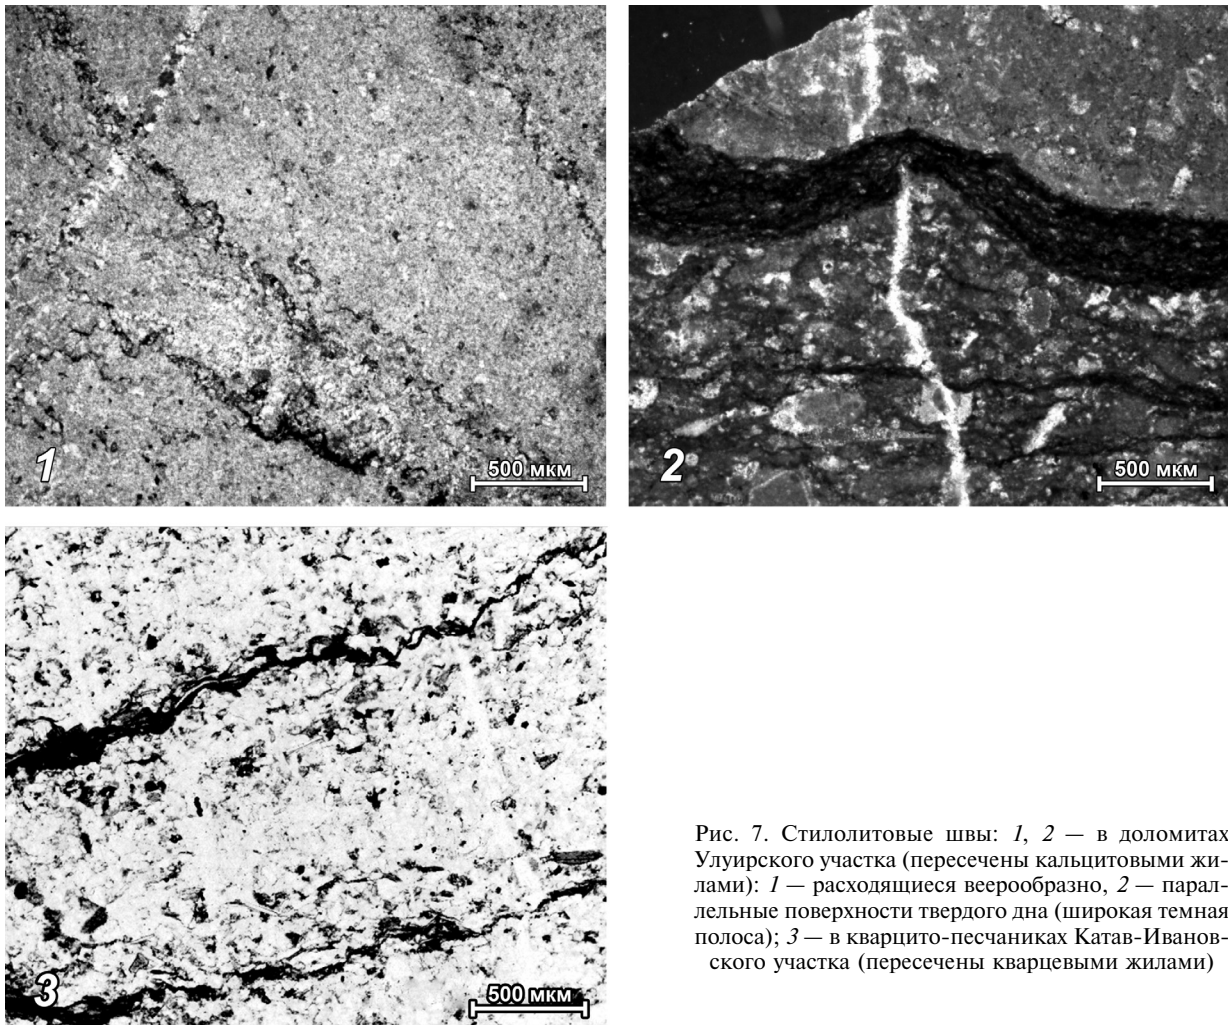 1
500 мкм
2
500 мкм
3
500 мкм
Рис. 7. Стилолитовые швы: 1, 2 — в доломитах
Улуирского участка (пересечены кальцитовыми жи-
лами): 1 — расходящиеся веерообразно, 2 — парал-
лельные поверхности твердого дна (широкая темная
полоса); 3 — в кварцито-песчаниках Катав-Иванов-
ского участка (пересечены кварцевыми жилами)